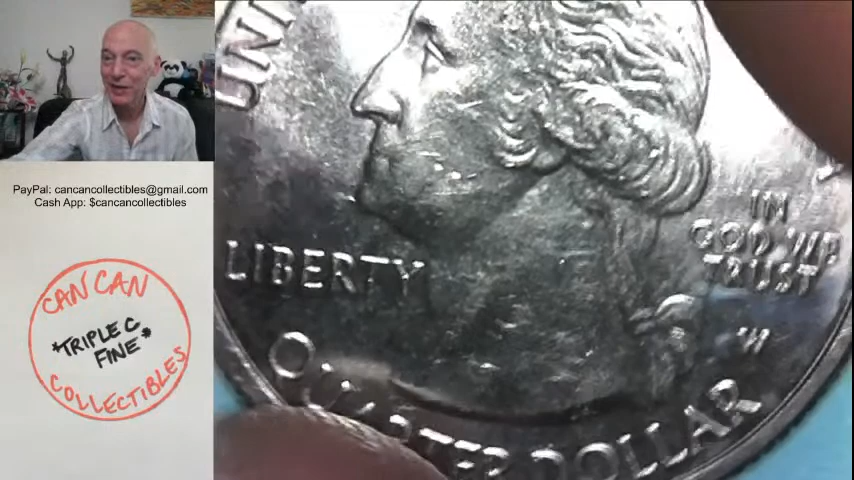 PayPal: cancancollectibles@gmail.com
Cash App: $cancancollectibles
CAN CAN
*TRIPLE C*
FINE
COLLECTIBLES
UNI
LIBERTY
IN
GOD WE
TRUST
W
QUARTER DOLLAR